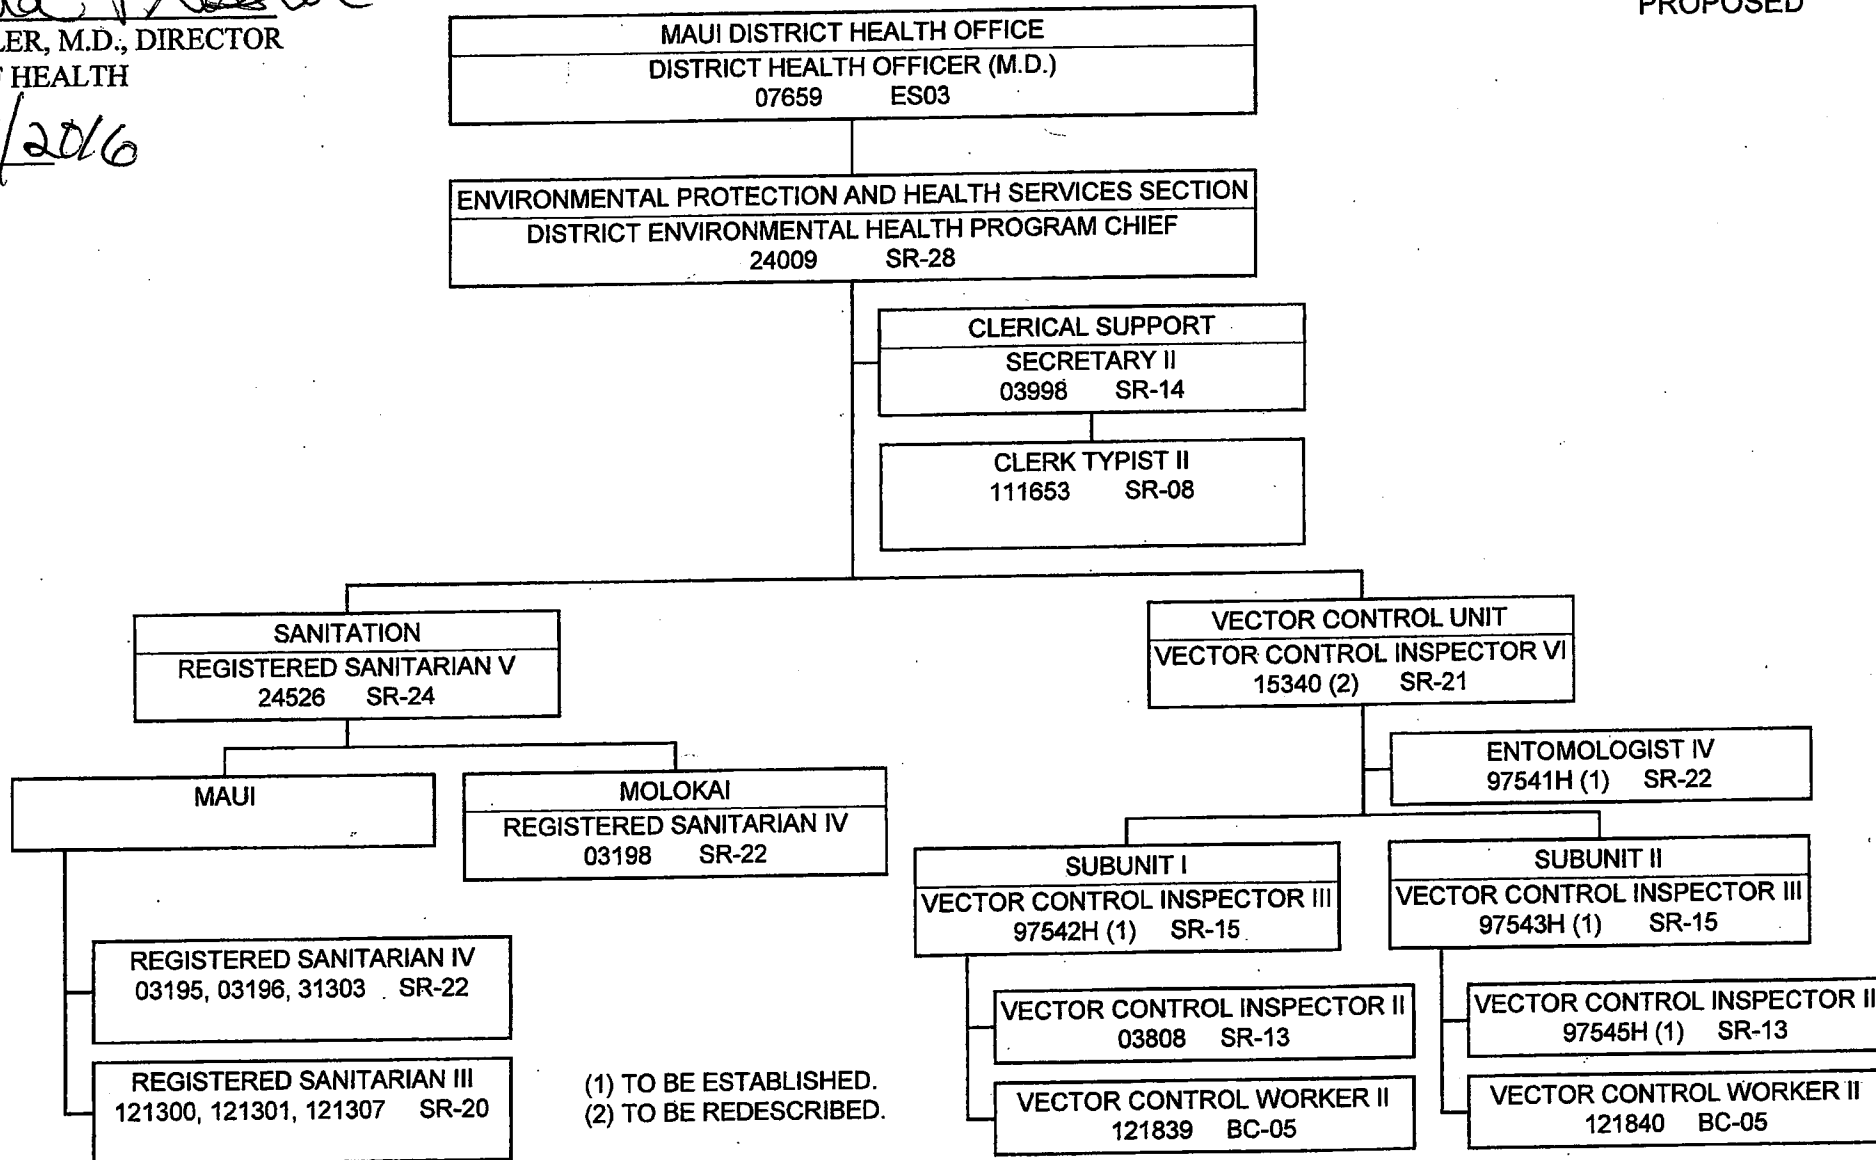 LER, M.D., DIRECTOR
HEALTH
/2016
PROPOSED
MAUI DISTRICT HEALTH OFFICE
DISTRICT HEALTH OFFICER (M.D.)
07659 ES03
ENVIRONMENTAL PROTECTION AND HEALTH SERVICES SECTION
DISTRICT ENVIRONMENTAL HEALTH PROGRAM CHIEF
24009 SR-28
CLERICAL SUPPORT
SECRETARY II
03998 SR-14
CLERK TYPIST II
111653 SR-08
SANITATION
REGISTERED SANITARIAN V
24526 SR-24
MAUI
MOLOKAI
REGISTERED SANITARIAN IV
03198 SR-22
REGISTERED SANITARIAN IV
03195, 03196, 31303 SR-22
REGISTERED SANITARIAN III
121300, 121301, 121307 SR-20
VECTOR CONTROL UNIT
VECTOR CONTROL INSPECTOR VI
15340 (2) SR-21
ENTOMOLOGIST IV
97541H (1) SR-22
SUBUNIT I
VECTOR CONTROL INSPECTOR III
97542H (1) SR-15
VECTOR CONTROL INSPECTOR II
03808 SR-13
VECTOR CONTROL WORKER II
121839 BC-05
SUBUNIT II
VECTOR CONTROL INSPECTOR III
97543H (1) SR-15
VECTOR CONTROL INSPECTOR II
97545H (1) SR-13
VECTOR CONTROL WORKER II
121840 BC-05
(1) TO BE ESTABLISHED.
(2) TO BE REDESCRIBED.